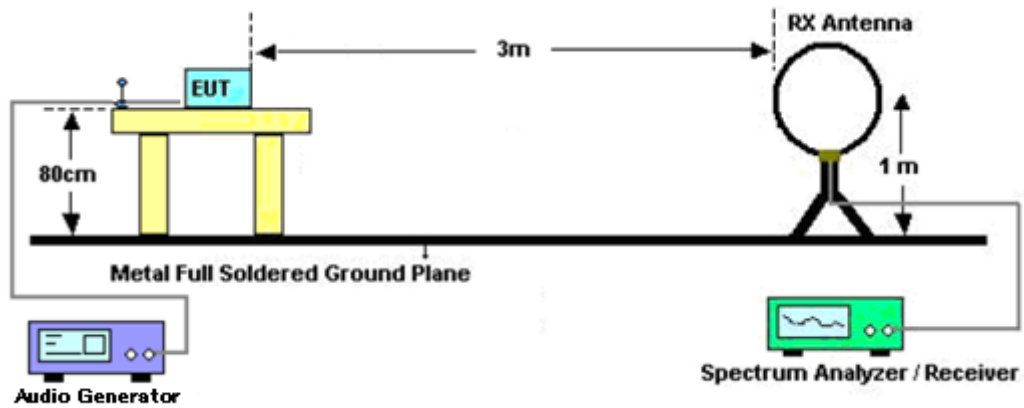 RX Antenna
3m
EUT
80cm
1 m
Metal Full Soldered Ground Plane
Audio Generator
Spectrum Analyzer / Receiver